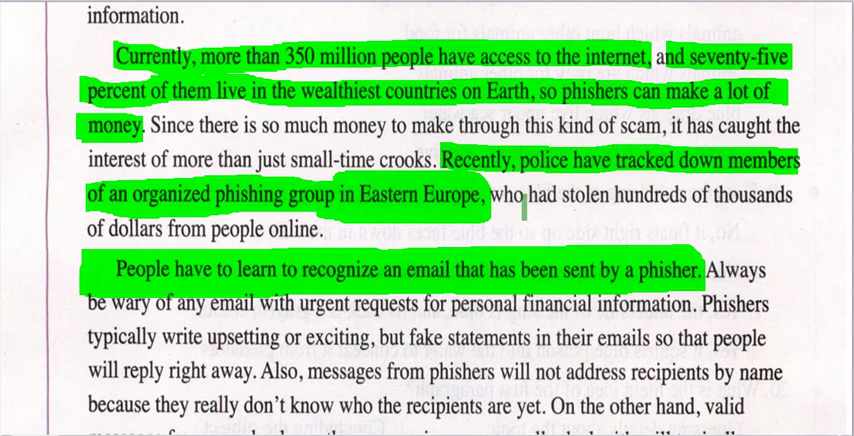 information.
Currently, more than 350 million people have access to the internet, and seventy-five
percent of them live in the wealthiest countries on Earth, so phishers can make a lot of
money. Since there is so much money to make through this kind of scam, it has caught the
interest of more than just small-time crooks. Recently, police have tracked down members
of an organized phishing group in Eastern Europe, who had stolen hundreds of thousands
of dollars from people online.
People have to learn to recognize an email that has been sent by a phisher. Always
be wary of any email with urgent requests for personal financial information. Phishers
typically write upsetting or exciting, but fake statements in their emails so that people
will reply right away. Also, messages from phishers will not address recipients by name
because they really don't know who the recipients are yet. On the other hand, valid